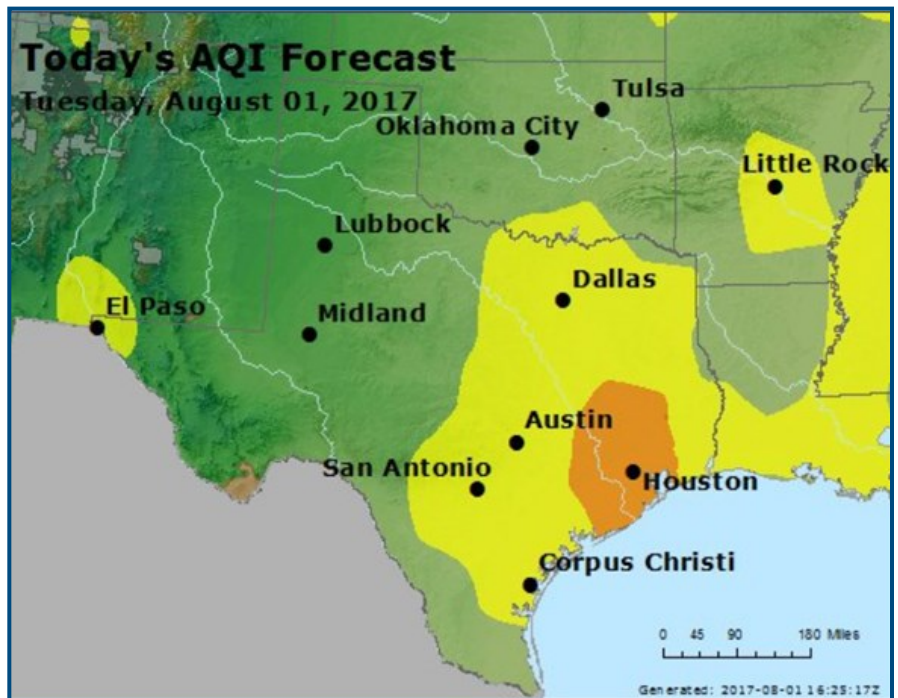 Today's AQI Forecast
Tuesday, August 01, 2017
Tulsa
Oklahoma City
Little Rock
Lubbock
Dallas
El Paso
Midland
Austin
San Antonio
Houston
Corpus Christi
0 45 90 180 Miles
Generated: 2017-08-01 16:25:17Z